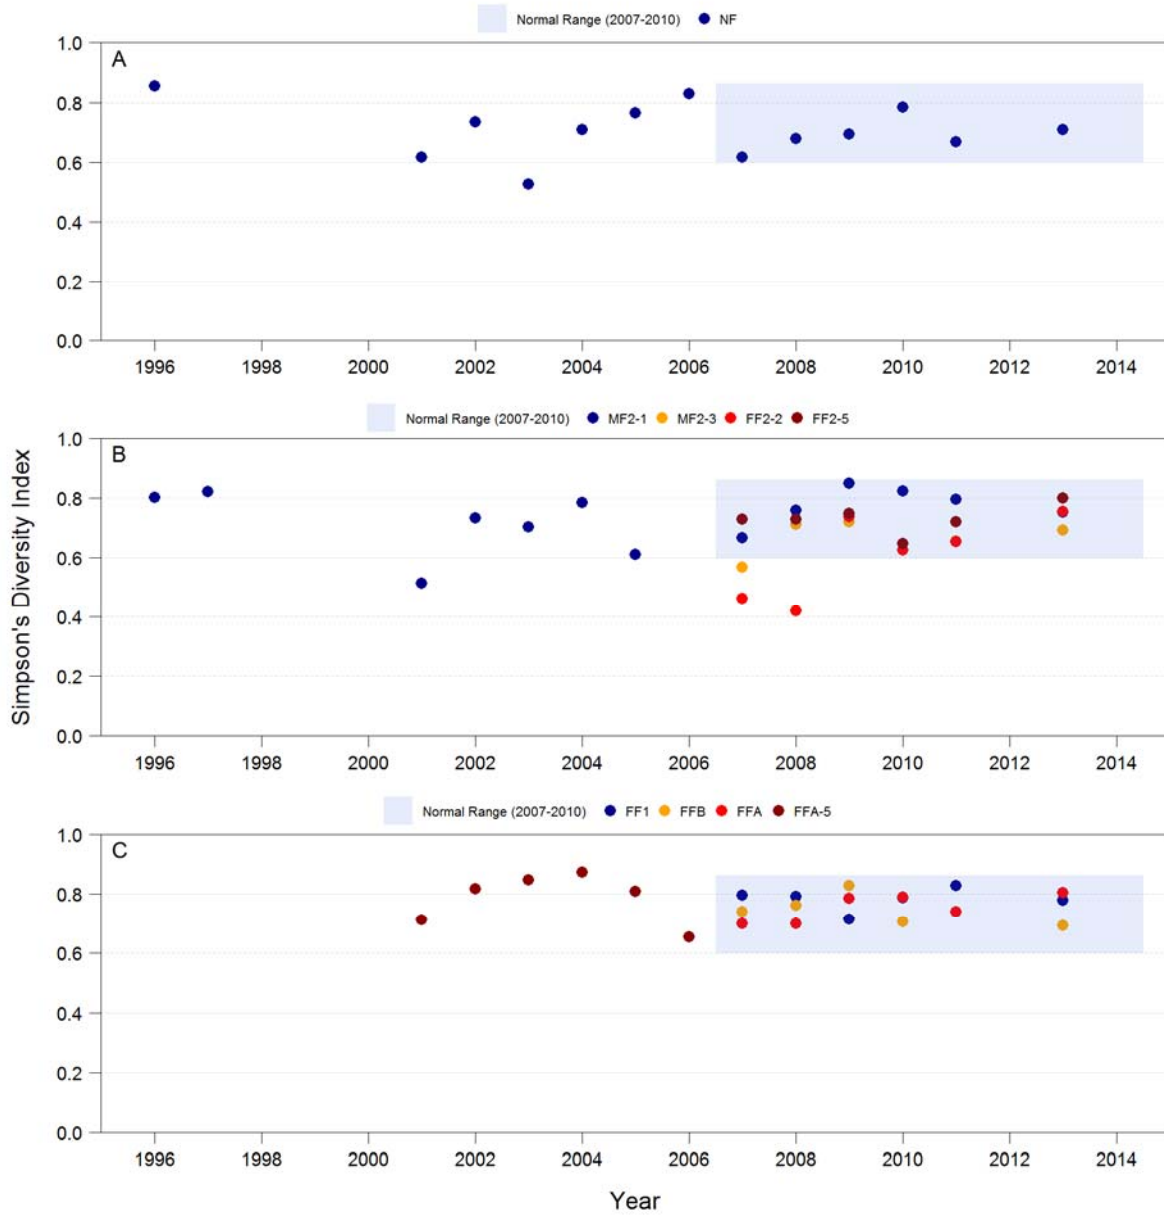 Normal Range (2007-2010) NF
A
1.0
0.8
0.6
0.4
0.2
0.0
1996 1998 2000 2002 2004 2006 2008 2010 2012 2014
Normal Range (2007-2010) MF2-1 MF2-3 FF2-2 FF2-5
B
1.0
0.8
0.6
0.4
0.2
0.0
1996 1998 2000 2002 2004 2006 2008 2010 2012 2014
Simpson's Diversity Index
Normal Range (2007-2010) FF1 FFB FFA FFA-5
C
1.0
0.8
0.6
0.4
0.2
0.0
1996 1998 2000 2002 2004 2006 2008 2010 2012 2014
Year